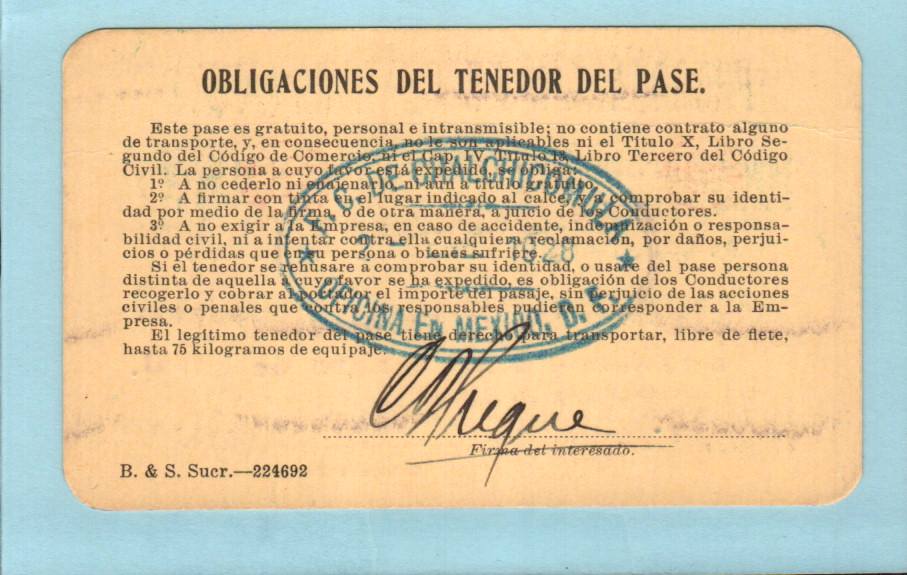 OBLIGACIONES DEL TENEDOR DEL PASE.
Este pase es gratuito, personal e intransmisible; no contiene contrato alguno
de transporte, y, en consecuencia, no le son aplicables ni el Titulo X, Libro Se-
gundo del Código de Comercio, ni el Cap. IV, Titulo 13, Libro Tercero del Código
Civil. La persona a cuyo favor está expedido, se obliga:
1º A no cederlo ni enajenarlo, ni aun a titulo gratuito.
2º A firmar con tinta en el lugar indicado al calce, y a comprobar su identi-
dad por medio de la firma, o de otra manera, a juicio de los Conductores.
3º A no exigir a la Empresa, en caso de accidente, indemnización o responsa-
bilidad civil, ni a intentar contra ella cualquiera reclamación, por daños, perjui-
cios o pérdidas que en su persona o bienes sufriere.
Si el tenedor se rehusare a comprobar su identidad, o usare del pase persona
distinta de aquella a cuyo favor se ha expedido, es obligación de los Conductores
recogerlo y cobrar al portador el importe del pasaje, sin perjuicio de las acciones
civiles o penales que contra los responsables pudieren corresponder a la Em-
presa.
El legítimo tenedor del pase tiene derecho para transportar, libre de flete,
hasta 75 kilogramos de equipaje.
F. C. DE CHALCHICOMULA
1928
OFICINA EN MEXICO, D. F.
Firma del interesado.
B. & S. Sucr.—224692